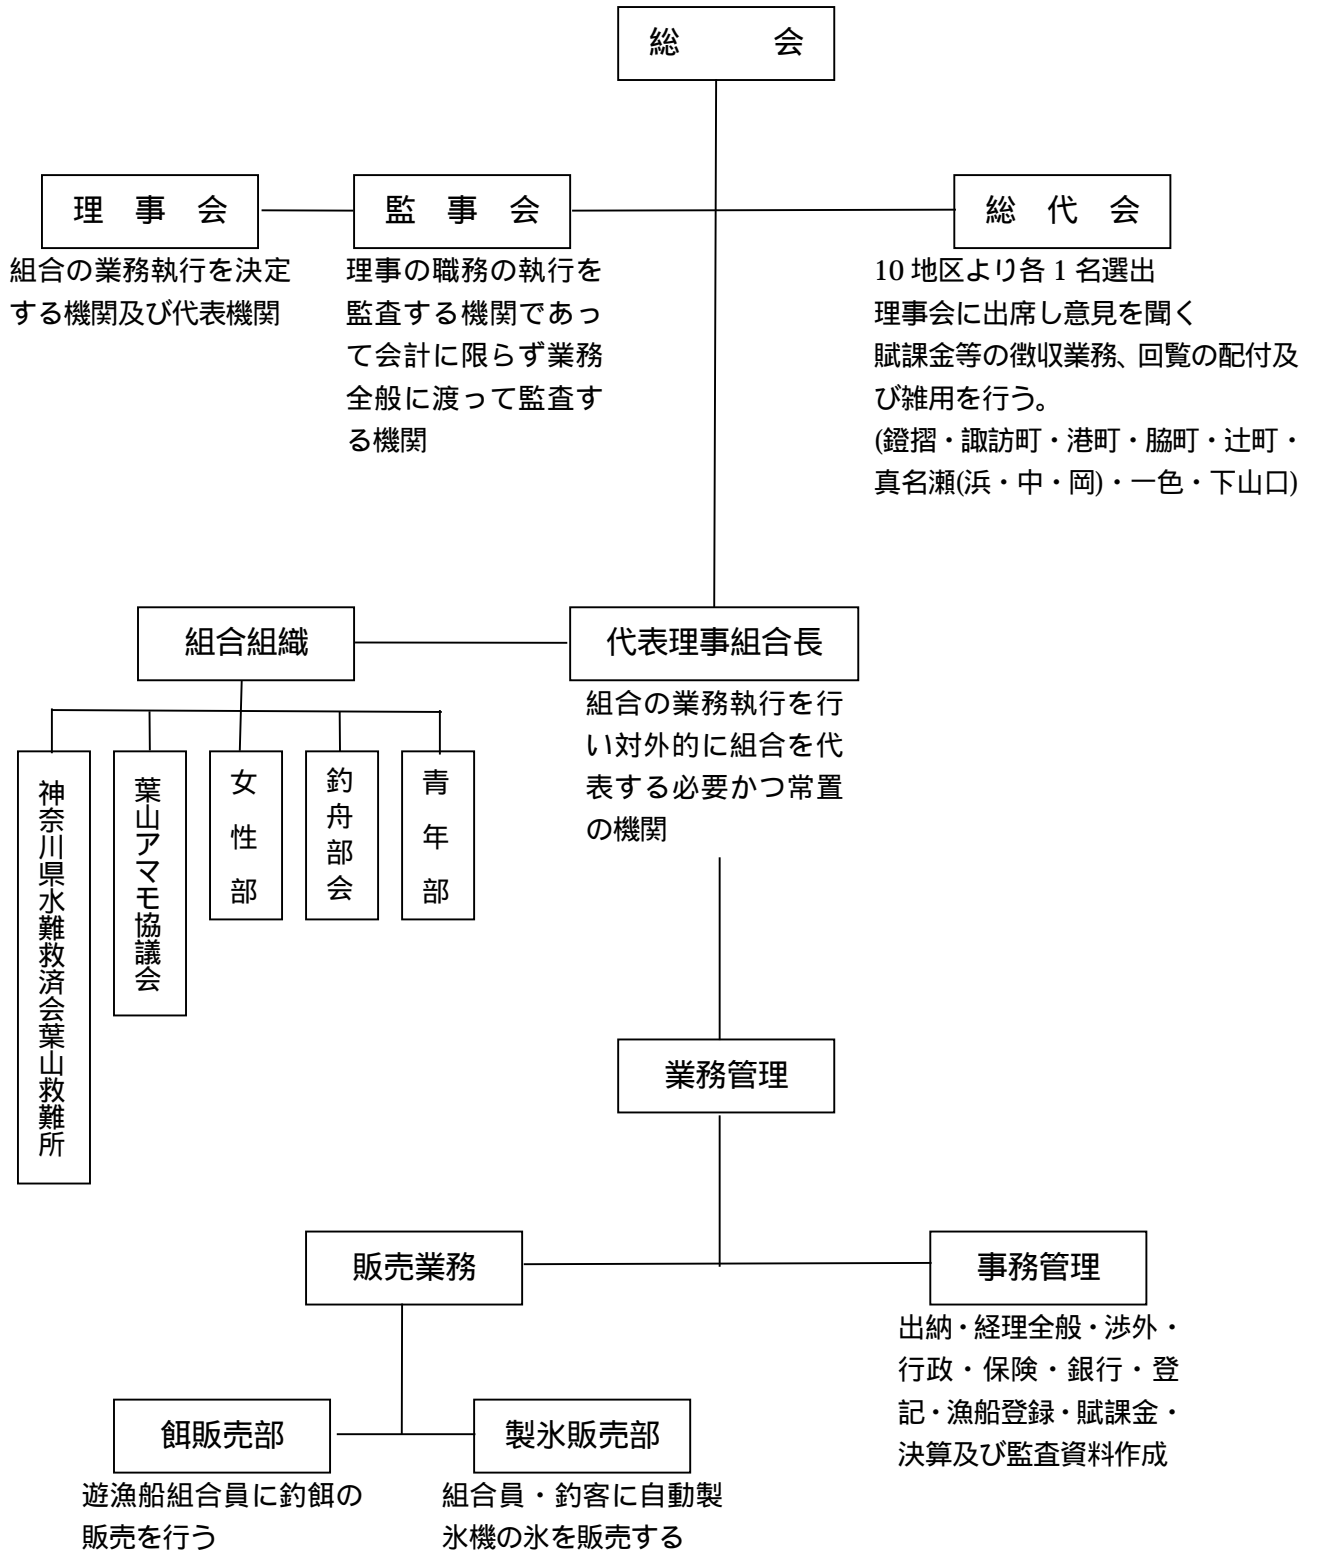 総　　　会
理　事　会
組合の業務執行を決定
する機関及び代表機関
監　事　会
理事の職務の執行を
監査する機関であっ
て会計に限らず業務
全般に渡って監査す
る機関
総　代　会
10 地区より各 1 名選出
理事会に出席し意見を聞く
賦課金等の徴収業務、回覧の配付及
び雑用を行う。
(鐙摺・諏訪町・港町・脇町・辻町・
真名瀬(浜・中・岡)・一色・下山口)
組合組織
代表理事組合長
組合の業務執行を行
い対外的に組合を代
表する必要かつ常置
の機関
神奈川県水難救済会葉山救難所
葉山アマモ協議会
女性部
釣舟部会
青年部
業務管理
販売業務
事務管理
出納・経理全般・渉外・
行政・保険・銀行・登
記・漁船登録・賦課金・
決算及び監査資料作成
餌販売部
遊漁船組合員に釣餌の
販売を行う
製氷販売部
組合員・釣客に自動製
氷機の氷を販売する